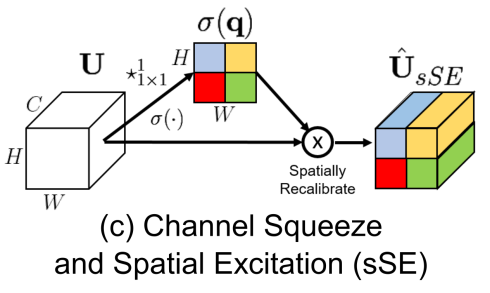 σ(q)
U
⋆¹₁ₓ₁
H
Û_sSE
C
σ(·)
W
H
X
W
Spatially
Recalibrate
(c) Channel Squeeze
and Spatial Excitation (sSE)